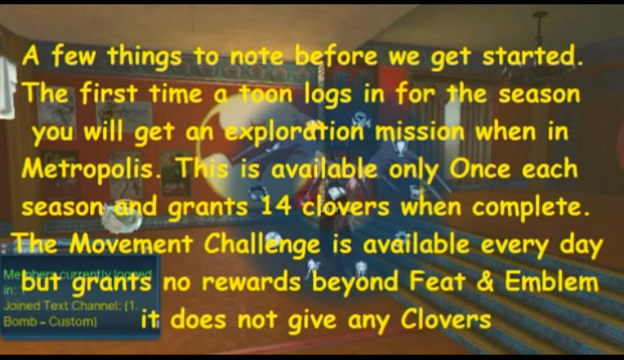 A few things to note before we get started.
The first time a toon logs in for the season
you will get an exploration mission when in
Metropolis. This is available only Once each
season and grants 14 clovers when complete.
The Movement Challenge is available every day
but grants no rewards beyond Feat & Emblem
it does not give any Clovers
Members currently logged
in: 1
Joined Text Channel: [1.
Bomb - Custom]